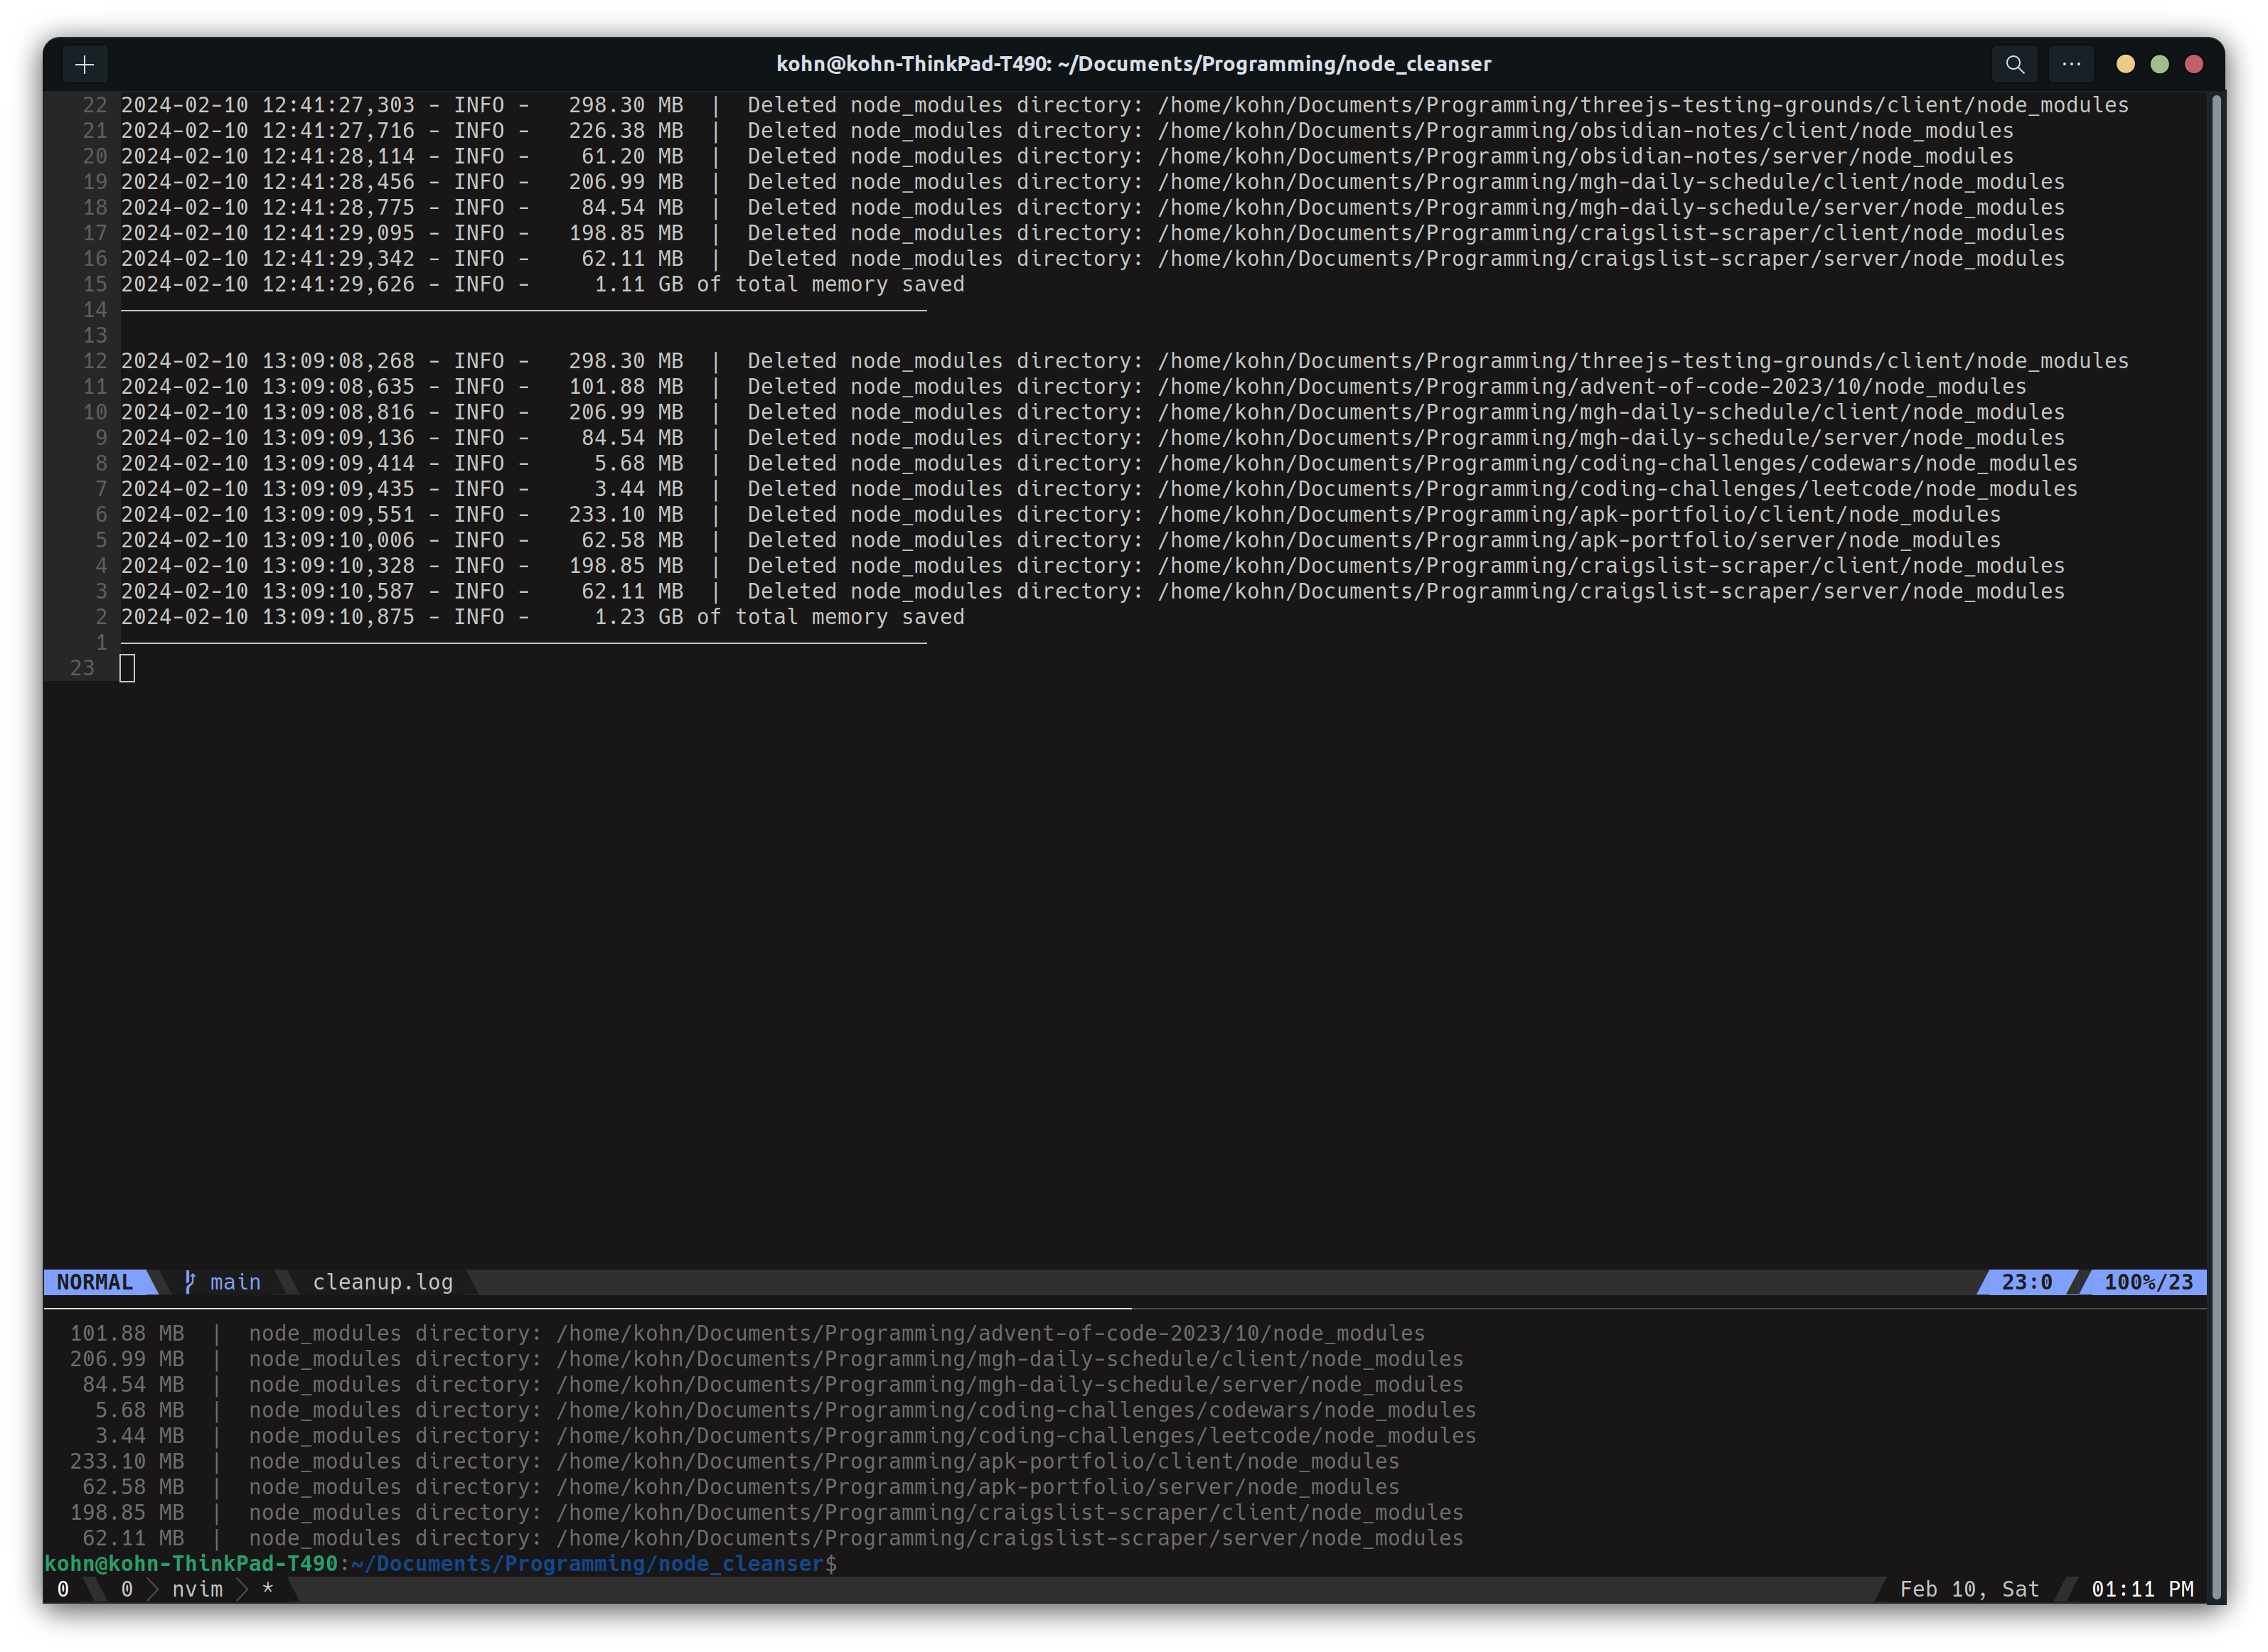 kohn@kohn-ThinkPad-T490: ~/Documents/Programming/node_cleanser
22 2024-02-10 12:41:27,303 - INFO -   298.30 MB  |  Deleted node_modules directory: /home/kohn/Documents/Programming/threejs-testing-grounds/client/node_modules
21 2024-02-10 12:41:27,716 - INFO -   226.38 MB  |  Deleted node_modules directory: /home/kohn/Documents/Programming/obsidian-notes/client/node_modules
20 2024-02-10 12:41:28,114 - INFO -    61.20 MB  |  Deleted node_modules directory: /home/kohn/Documents/Programming/obsidian-notes/server/node_modules
19 2024-02-10 12:41:28,456 - INFO -   206.99 MB  |  Deleted node_modules directory: /home/kohn/Documents/Programming/mgh-daily-schedule/client/node_modules
18 2024-02-10 12:41:28,775 - INFO -    84.54 MB  |  Deleted node_modules directory: /home/kohn/Documents/Programming/mgh-daily-schedule/server/node_modules
17 2024-02-10 12:41:29,095 - INFO -   198.85 MB  |  Deleted node_modules directory: /home/kohn/Documents/Programming/craigslist-scraper/client/node_modules
16 2024-02-10 12:41:29,342 - INFO -    62.11 MB  |  Deleted node_modules directory: /home/kohn/Documents/Programming/craigslist-scraper/server/node_modules
15 2024-02-10 12:41:29,626 - INFO -     1.11 GB of total memory saved
14
13
12 2024-02-10 13:09:08,268 - INFO -   298.30 MB  |  Deleted node_modules directory: /home/kohn/Documents/Programming/threejs-testing-grounds/client/node_modules
11 2024-02-10 13:09:08,635 - INFO -   101.88 MB  |  Deleted node_modules directory: /home/kohn/Documents/Programming/advent-of-code-2023/10/node_modules
10 2024-02-10 13:09:08,816 - INFO -   206.99 MB  |  Deleted node_modules directory: /home/kohn/Documents/Programming/mgh-daily-schedule/client/node_modules
9 2024-02-10 13:09:09,136 - INFO -    84.54 MB  |  Deleted node_modules directory: /home/kohn/Documents/Programming/mgh-daily-schedule/server/node_modules
8 2024-02-10 13:09:09,414 - INFO -     5.68 MB  |  Deleted node_modules directory: /home/kohn/Documents/Programming/coding-challenges/codewars/node_modules
7 2024-02-10 13:09:09,435 - INFO -     3.44 MB  |  Deleted node_modules directory: /home/kohn/Documents/Programming/coding-challenges/leetcode/node_modules
6 2024-02-10 13:09:09,551 - INFO -   233.10 MB  |  Deleted node_modules directory: /home/kohn/Documents/Programming/apk-portfolio/client/node_modules
5 2024-02-10 13:09:10,006 - INFO -    62.58 MB  |  Deleted node_modules directory: /home/kohn/Documents/Programming/apk-portfolio/server/node_modules
4 2024-02-10 13:09:10,328 - INFO -   198.85 MB  |  Deleted node_modules directory: /home/kohn/Documents/Programming/craigslist-scraper/client/node_modules
3 2024-02-10 13:09:10,587 - INFO -    62.11 MB  |  Deleted node_modules directory: /home/kohn/Documents/Programming/craigslist-scraper/server/node_modules
2 2024-02-10 13:09:10,875 - INFO -     1.23 GB of total memory saved
1
23
NORMAL main cleanup.log 23:0 100%/23
101.88 MB  |  node_modules directory: /home/kohn/Documents/Programming/advent-of-code-2023/10/node_modules
206.99 MB  |  node_modules directory: /home/kohn/Documents/Programming/mgh-daily-schedule/client/node_modules
84.54 MB  |  node_modules directory: /home/kohn/Documents/Programming/mgh-daily-schedule/server/node_modules
5.68 MB  |  node_modules directory: /home/kohn/Documents/Programming/coding-challenges/codewars/node_modules
3.44 MB  |  node_modules directory: /home/kohn/Documents/Programming/coding-challenges/leetcode/node_modules
233.10 MB  |  node_modules directory: /home/kohn/Documents/Programming/apk-portfolio/client/node_modules
62.58 MB  |  node_modules directory: /home/kohn/Documents/Programming/apk-portfolio/server/node_modules
198.85 MB  |  node_modules directory: /home/kohn/Documents/Programming/craigslist-scraper/client/node_modules
62.11 MB  |  node_modules directory: /home/kohn/Documents/Programming/craigslist-scraper/server/node_modules
kohn@kohn-ThinkPad-T490:~/Documents/Programming/node_cleanser$
0 0 nvim * Feb 10, Sat 01:11 PM